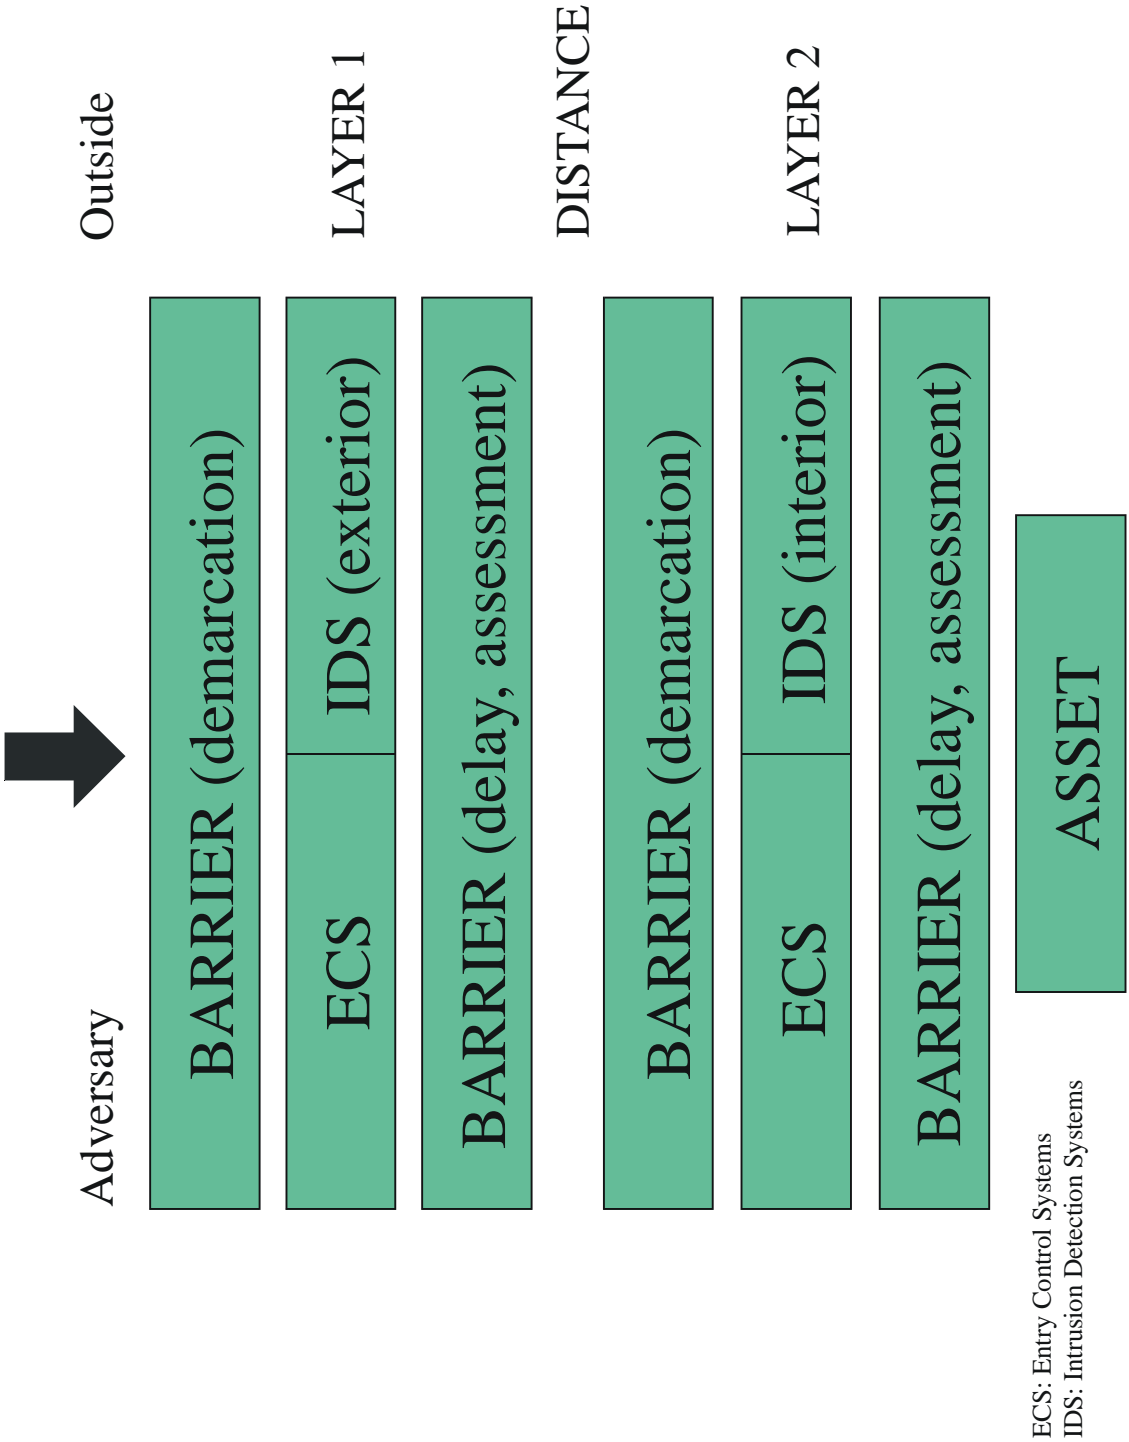 Adversary
Outside
BARRIER (demarcation)
ECS
IDS (exterior)
LAYER 1
BARRIER (delay, assessment)
DISTANCE
BARRIER (demarcation)
ECS
IDS (interior)
LAYER 2
BARRIER (delay, assessment)
ASSET
ECS: Entry Control Systems
IDS: Intrusion Detection Systems